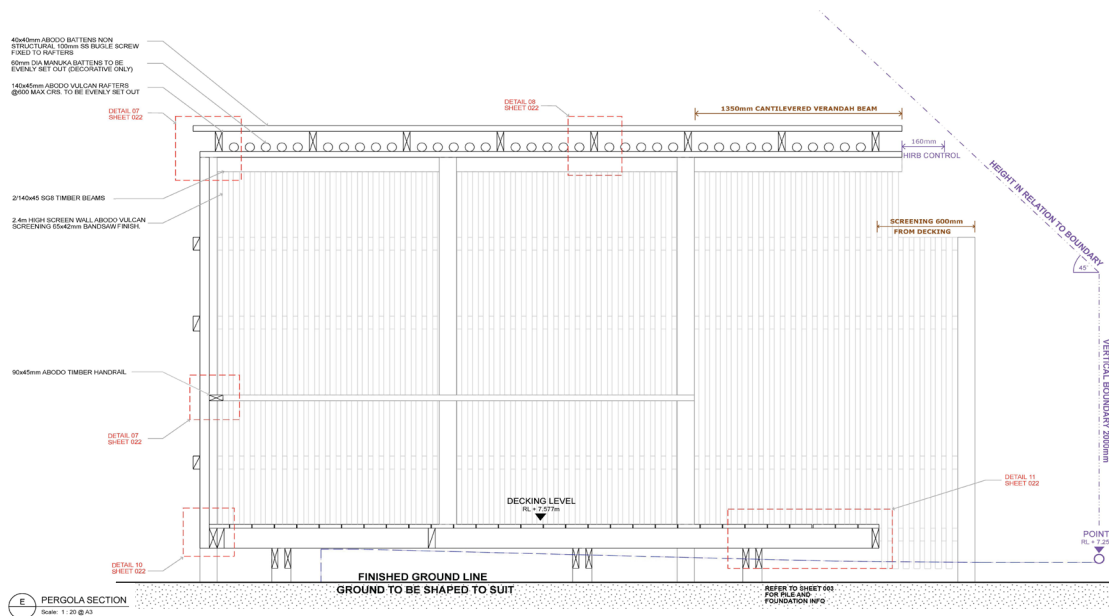 40x40mm ABODO BATTENS NON
STRUCTURAL 100mm SS BUGLE SCREW
FIXED TO RAFTERS
60mm DIA MANUKA BATTENS TO BE
EVENLY SET OUT (DECORATIVE ONLY)
140x45mm ABODO VULCAN RAFTERS
@600 MAX CRS. TO BE EVENLY SET OUT
DETAIL 07
SHEET 022
DETAIL 08
SHEET 022
1350mm CANTILEVERED VERANDAH BEAM
160mm
HIRB CONTROL
HEIGHT IN RELATION TO BOUNDARY
45°
2/140x45 SG8 TIMBER BEAMS
2.4m HIGH SCREEN WALL ABODO VULCAN
SCREENING 65x42mm BANDSAW FINISH.
SCREENING 600mm
FROM DECKING
VERTICAL BOUNDARY 2000mm
90x45mm ABODO TIMBER HANDRAIL
DETAIL 07
SHEET 022
DETAIL 11
SHEET 022
DECKING LEVEL
RL + 7.577m
POINT
RL + 7.25
DETAIL 10
SHEET 022
FINISHED GROUND LINE
GROUND TO BE SHAPED TO SUIT
REFER TO SHEET 003
FOR PILE AND
FOUNDATION INFO
E
PERGOLA SECTION
Scale: 1 : 20 @ A3